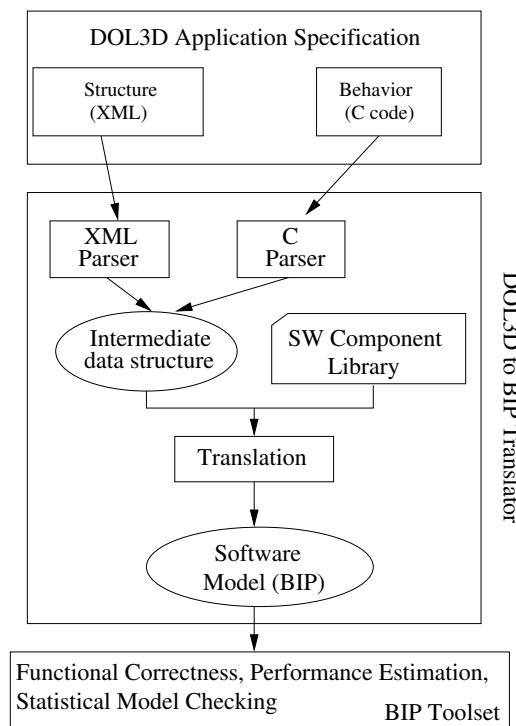 DOL3D Application Specification
Structure
(XML)
Behavior
(C code)
XML
Parser
C
Parser
Intermediate
data structure
SW Component
Library
Translation
Software
Model (BIP)
DOL3D to BIP Translator
Functional Correctness, Performance Estimation,
Statistical Model Checking
BIP Toolset